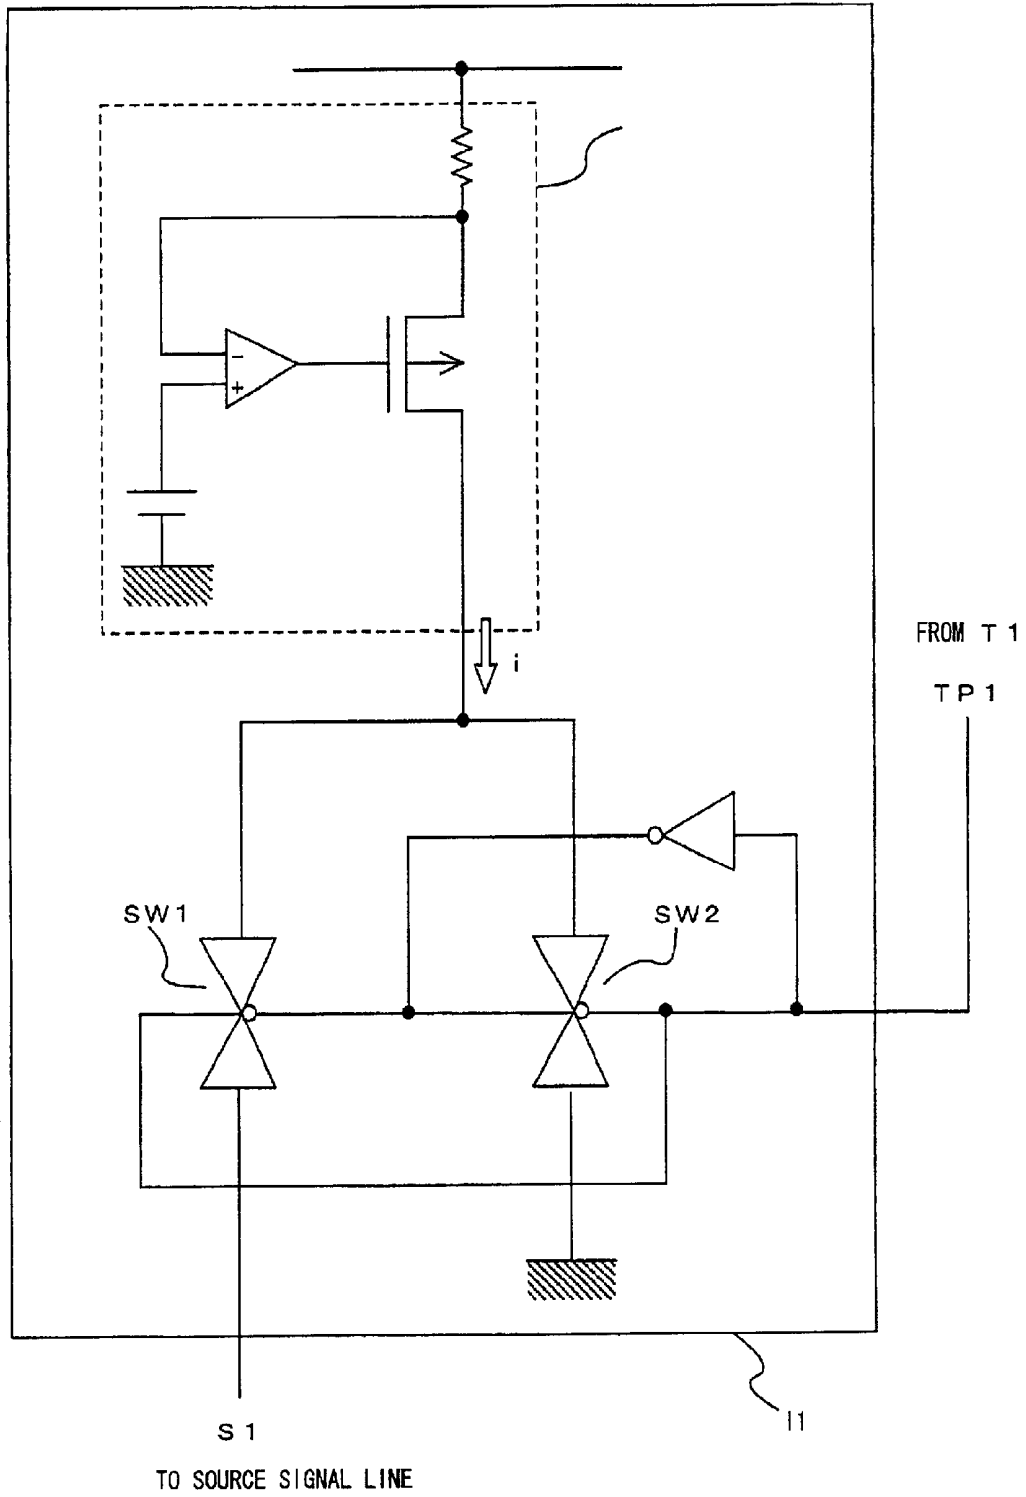 -
+
i
FROM T1
TP1
SW1
SW2
I1
S1
TO SOURCE SIGNAL LINE